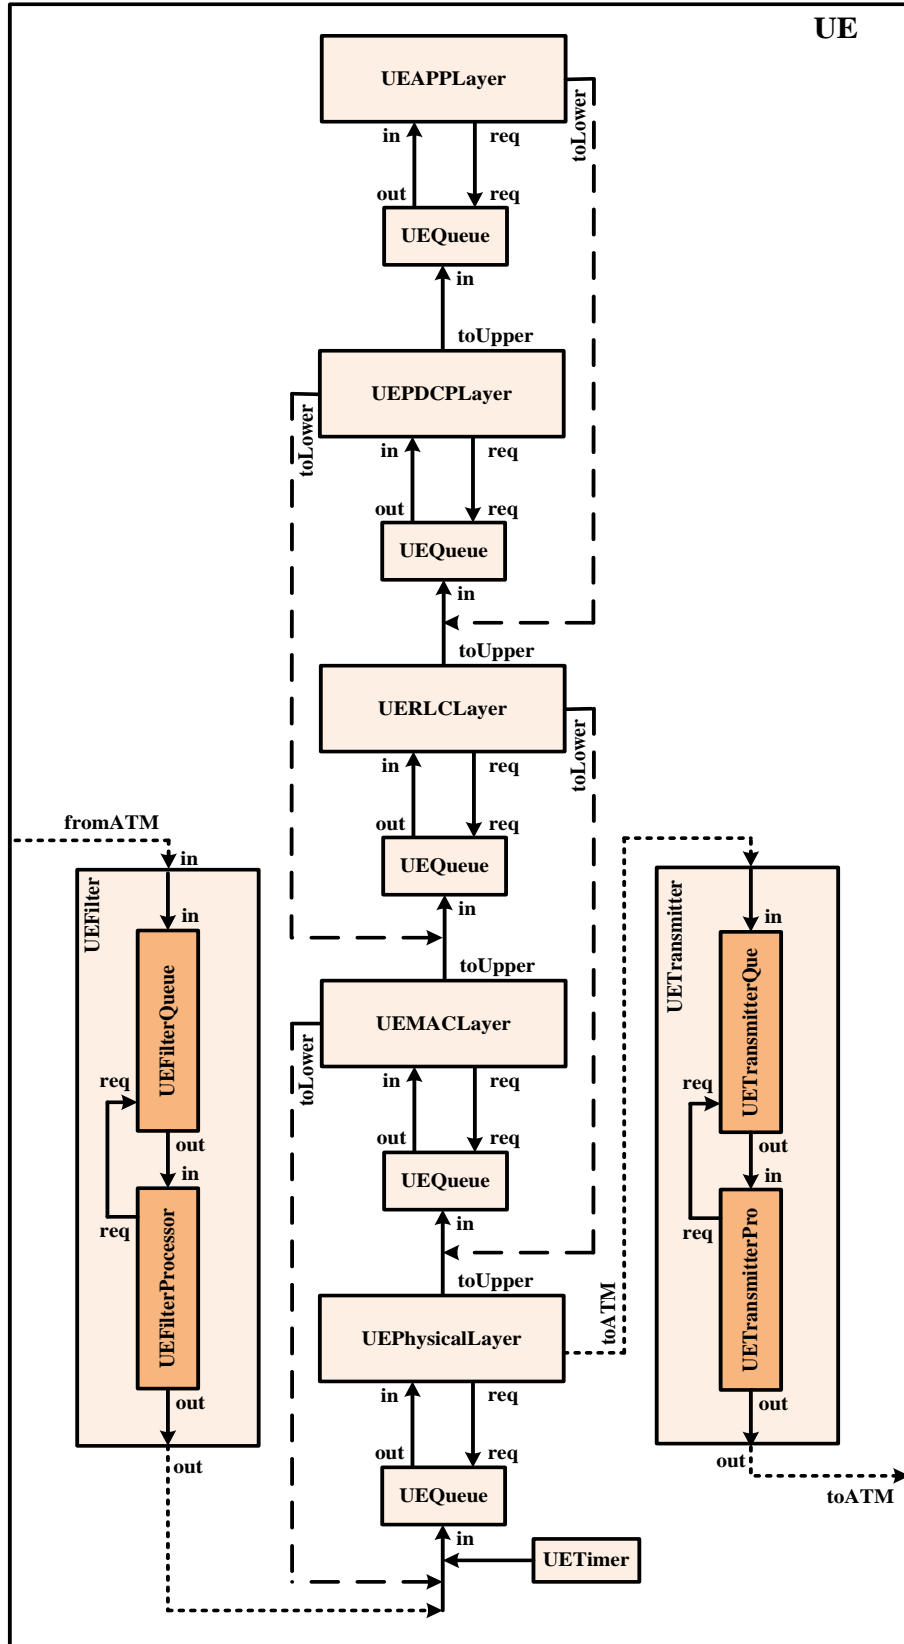 UE
UEAPPLayer
toLower
in
req
out
req
UEQueue
in
toUpper
UEPDCPLayer
toLower
in
req
out
req
UEQueue
in
toUpper
UERLCLayer
toLower
in
req
out
req
UEQueue
in
toUpper
UEMACLayer
toLower
in
req
out
req
UEQueue
in
toUpper
UEPhysicalLayer
toATM
in
req
out
req
UEQueue
in
UETimer
fromATM
in
UEFilter
in
UEFilterQueue
req
out
in
req
UEFilterProcessor
out
out
UETransmitter
in
UETransmitterQue
req
out
in
req
UETransmitterPro
out
out
toATM